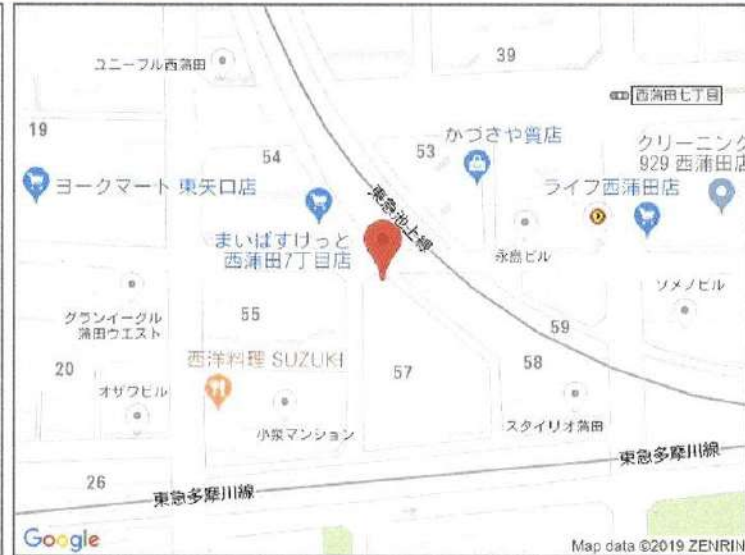 ユニーブル西蒲田
39
西蒲田七丁目
19
54
53
かづさや質店
クリーニング
929 西蒲田店
ヨークマート 東矢口店
ライフ西蒲田店
東急池上線
まいばすけっと
西蒲田7丁目店
永島ビル
グランイーグル
蒲田ウエスト
55
ソメノビル
59
西洋料理 SUZUKI
20
57
58
オザワビル
小泉マンション
スタイリオ蒲田
26
東急多摩川線
東急多摩川線
Google
Map data ©2019 ZENRIN